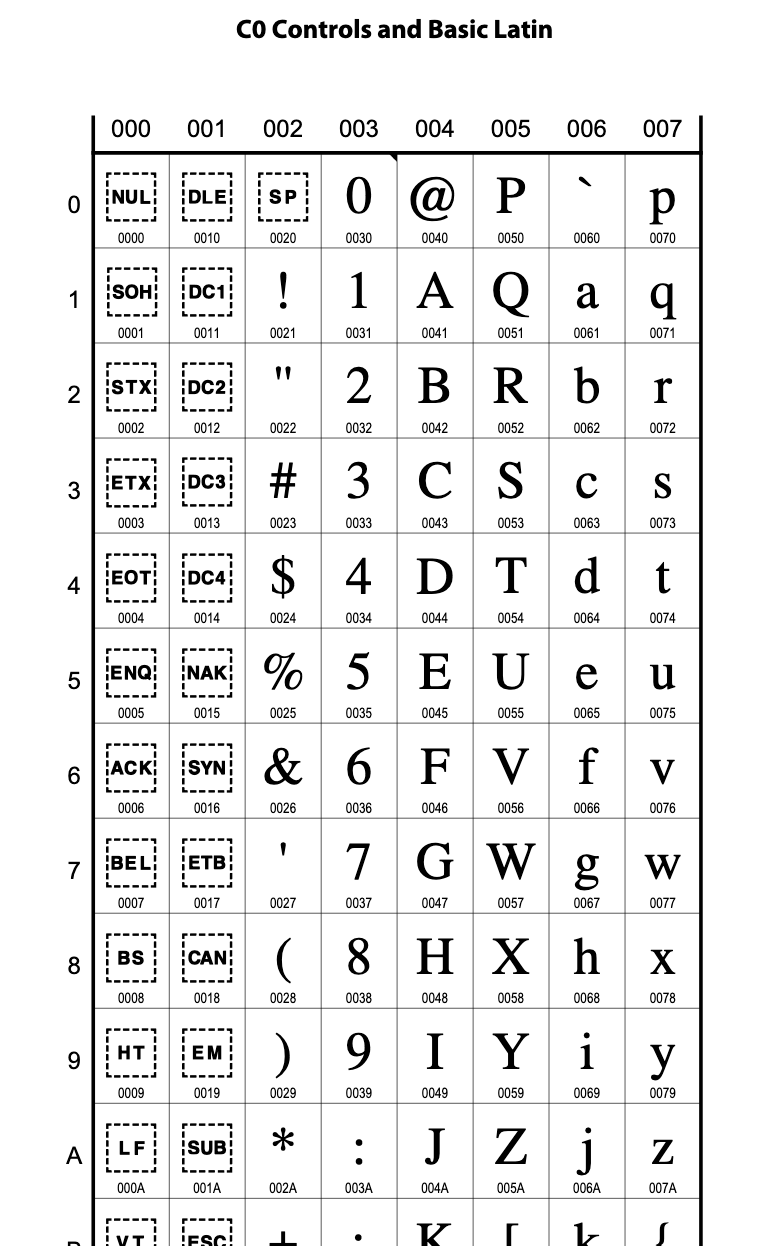 C0 Controls and Basic Latin
000 001 002 003 004 005 006 007
0 NUL DLE SP 0 @ P ` p
0000 0010 0020 0030 0040 0050 0060 0070
1 SOH DC1 ! 1 A Q a q
0001 0011 0021 0031 0041 0051 0061 0071
2 STX DC2 " 2 B R b r
0002 0012 0022 0032 0042 0052 0062 0072
3 ETX DC3 # 3 C S c s
0003 0013 0023 0033 0043 0053 0063 0073
4 EOT DC4 $ 4 D T d t
0004 0014 0024 0034 0044 0054 0064 0074
5 ENQ NAK % 5 E U e u
0005 0015 0025 0035 0045 0055 0065 0075
6 ACK SYN & 6 F V f v
0006 0016 0026 0036 0046 0056 0066 0076
7 BEL ETB ' 7 G W g w
0007 0017 0027 0037 0047 0057 0067 0077
8 BS CAN ( 8 H X h x
0008 0018 0028 0038 0048 0058 0068 0078
9 HT EM ) 9 I Y i y
0009 0019 0029 0039 0049 0059 0069 0079
A LF SUB * : J Z j z
000A 001A 002A 003A 004A 005A 006A 007A
B VT ESC + ; K [ k {